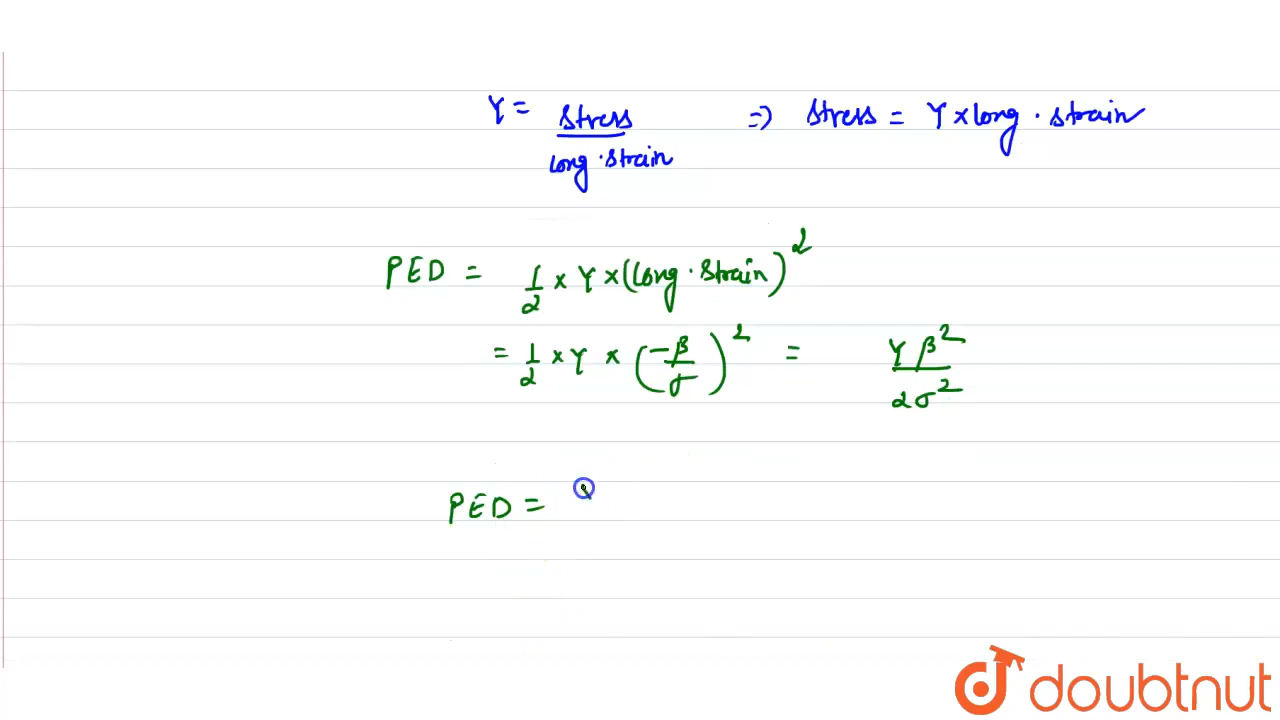 Y = stress / long. strain => stress = Y × long. strain
PED = 1/2 × Y × (long. strain)^2
= 1/2 × Y × (-β/σ)^2 = Yβ^2 / 2σ^2
PED =
doubtnut